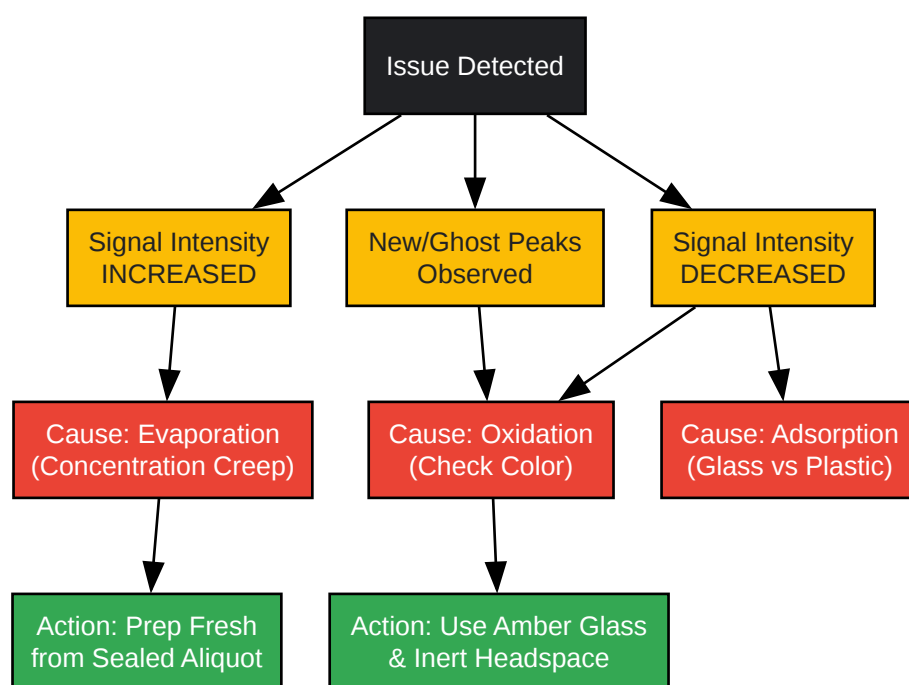 Issue Detected
Signal Intensity
INCREASED
New/Ghost Peaks
Observed
Signal Intensity
DECREASED
Cause: Evaporation
(Concentration Creep)
Cause: Oxidation
(Check Color)
Cause: Adsorption
(Glass vs Plastic)
Action: Prep Fresh
from Sealed Aliquot
Action: Use Amber Glass
& Inert Headspace